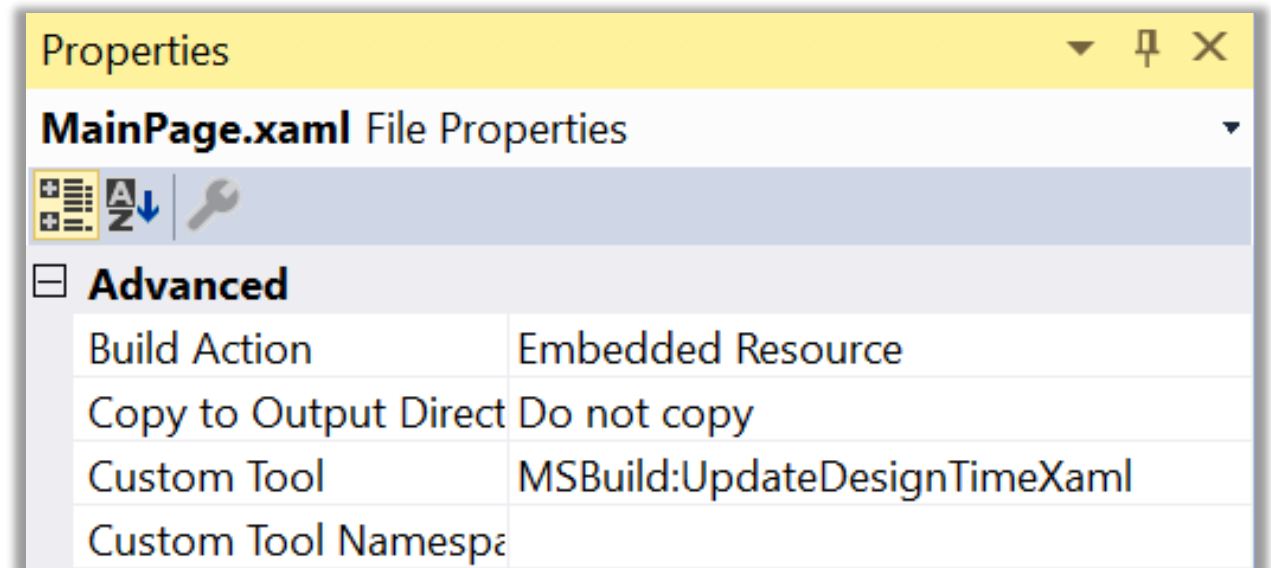 Properties
MainPage.xaml File Properties
AZ
Advanced
Build Action Embedded Resource
Copy to Output Direct Do not copy
Custom Tool MSBuild:UpdateDesignTimeXaml
Custom Tool Namespa